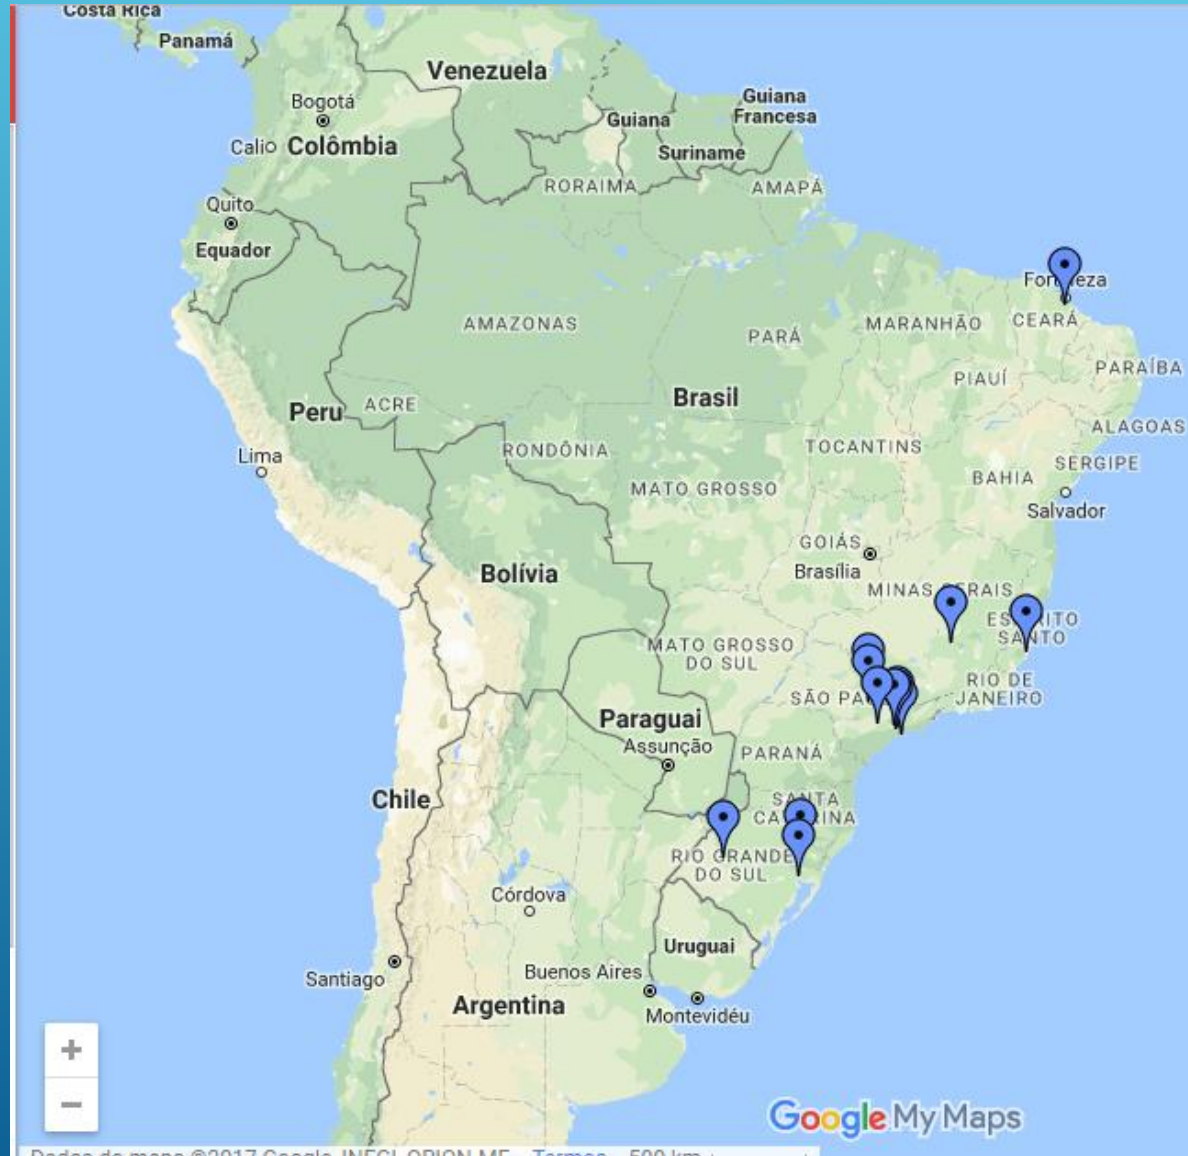 Costa Rica
Panamá
Venezuela
Bogotá
Guiana
Guiana
Francesa
Cali
Colômbia
Suriname
RORAIMA
AMAPÁ
Quito
Equador
Fortaleza
AMAZONAS
PARÁ
MARANHÃO
CEARÁ
PARAÍBA
PIAUÍ
Brasil
Peru
ACRE
ALAGOAS
Lima
RONDÔNIA
TOCANTINS
SERGIPE
MATO GROSSO
BAHIA
Salvador
GOIÁS
Brasília
Bolívia
MINAS GERAIS
ESPÍRITO
SANTO
MATO GROSSO
DO SUL
RIO DE
JANEIRO
SÃO PAULO
Paraguai
Assunção
PARANÁ
Chile
SANTA
CATARINA
RIO GRANDE
DO SUL
Córdova
Uruguai
Santiago
Buenos Aires
Argentina
Montevidéu
+
−
Google My Maps
Dados do mapa ©2017 Google, INEGI, ORION-ME Termos 500 km